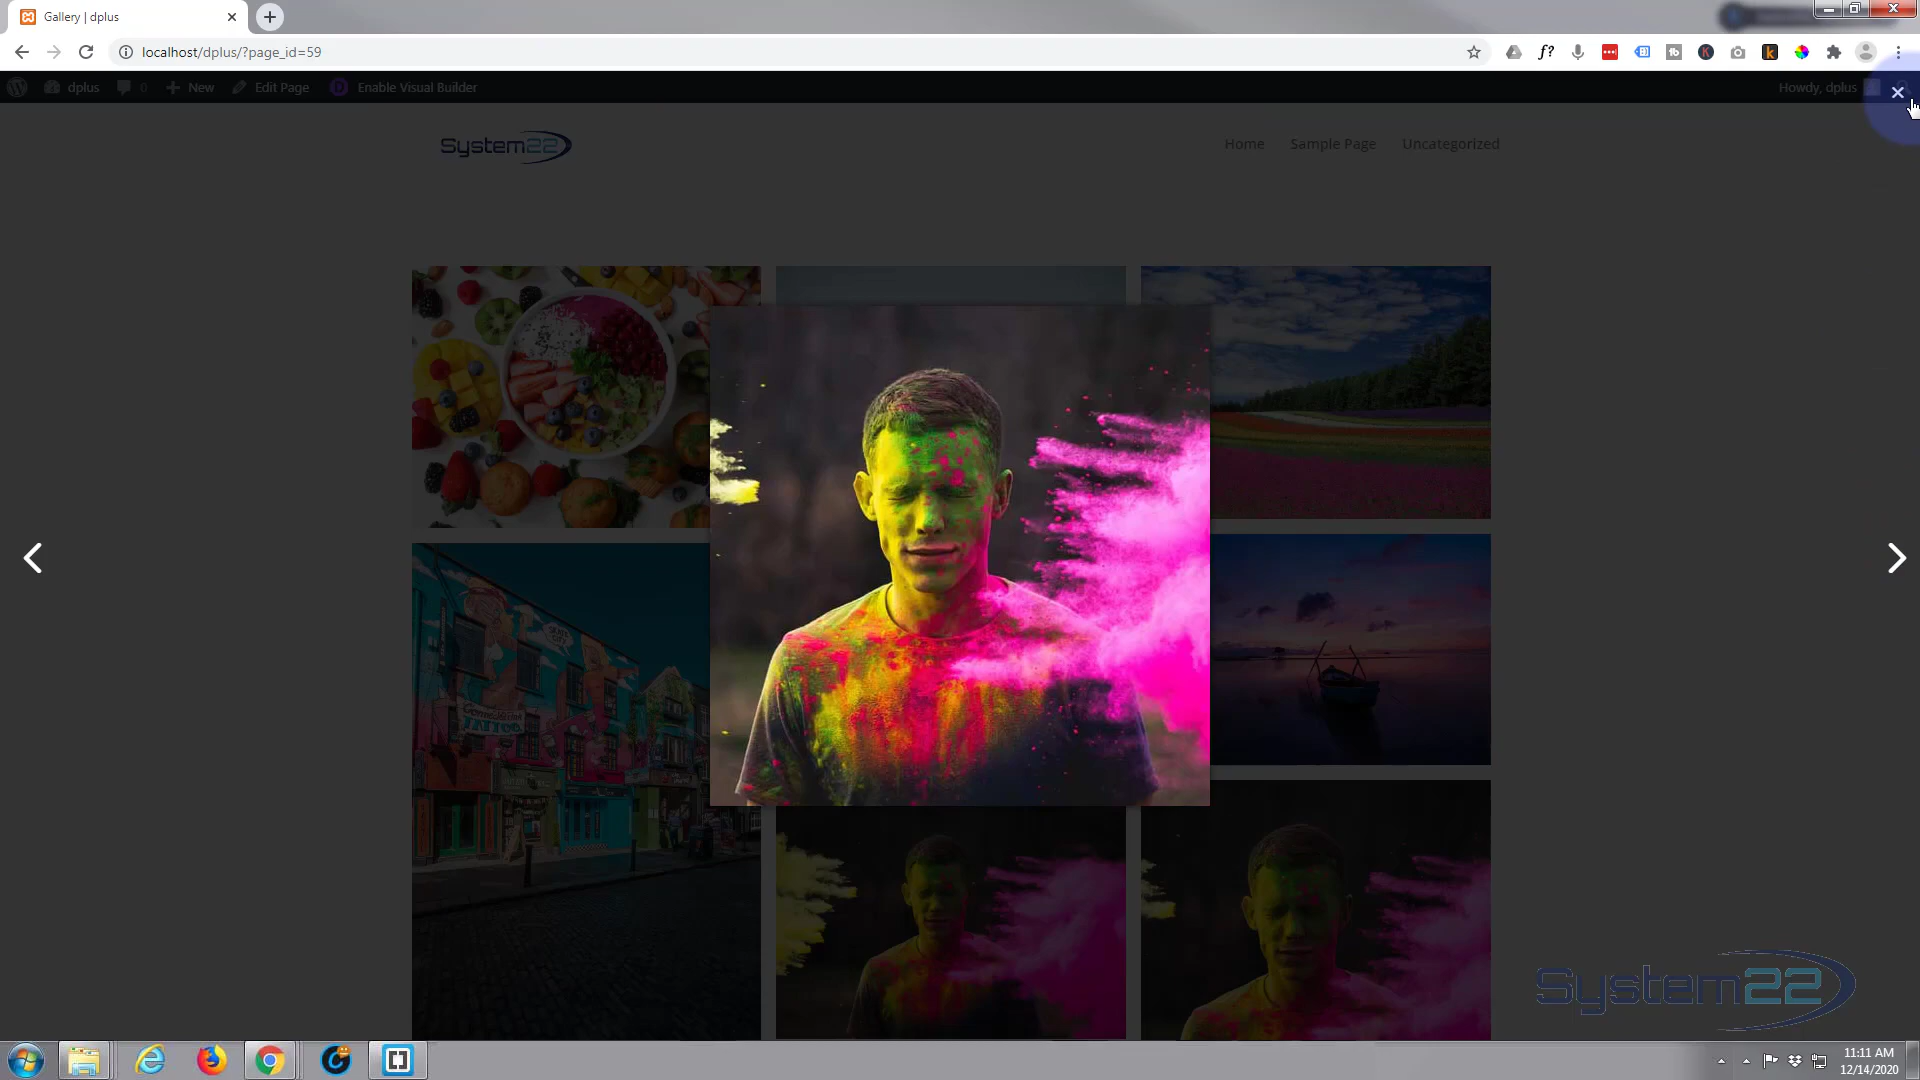 Gallery | dplus
localhost/dplus/?page_id=59
dplus
0
New
Edit Page
Enable Visual Builder
Howdy, dplus
System22
Home
Sample Page
Uncategorized
TATTOO
System22
11:11 AM
12/14/2020